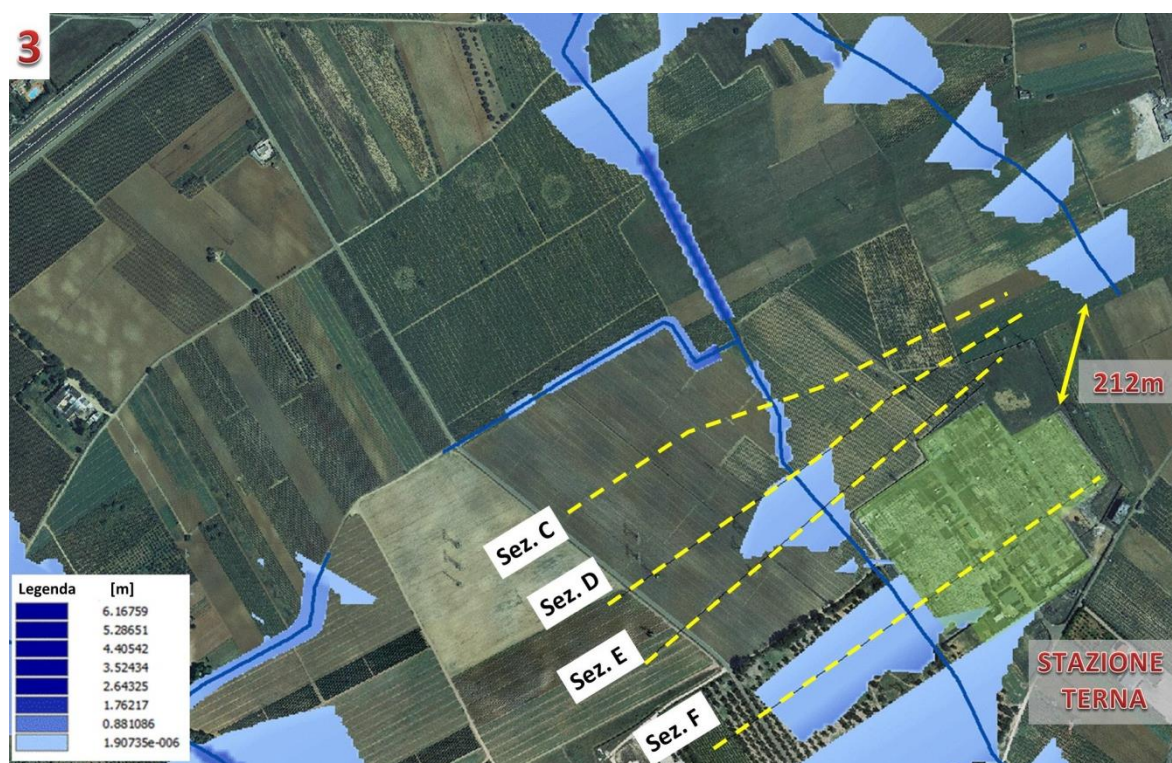 3
212m
Sez. C
Sez. D
Sez. E
Sez. F
STAZIONE
TERNA
Legenda [m]
6.16759
5.28651
4.40542
3.52434
2.64325
1.76217
0.881086
1.90735e-006